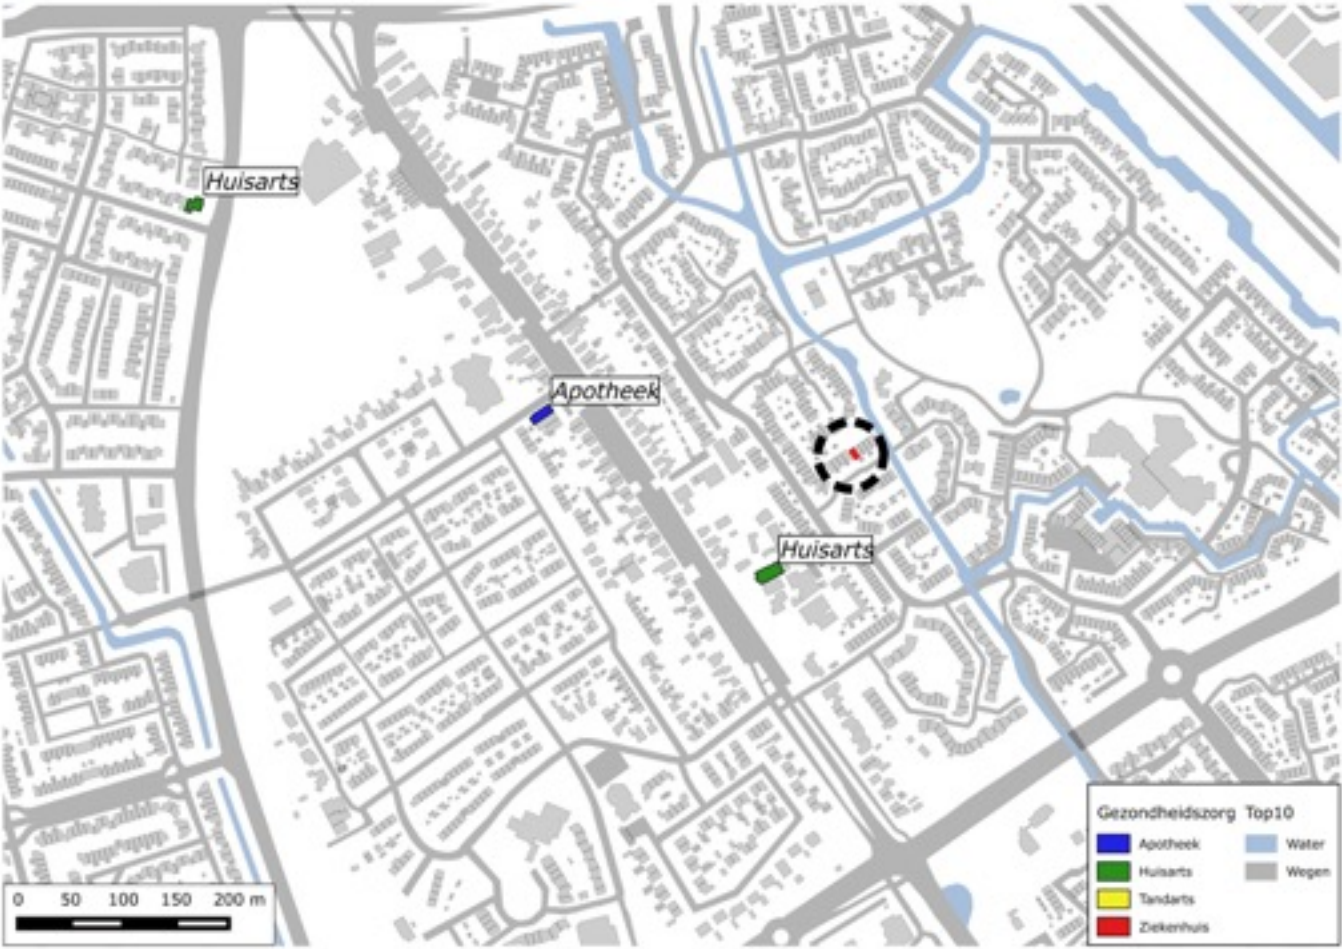 Huisarts
Apotheek
Huisarts
Gezondheidszorg Top10
Apotheek Water
Huisarts Wegen
Tandarts
Ziekenhuis
0 50 100 150 200 m